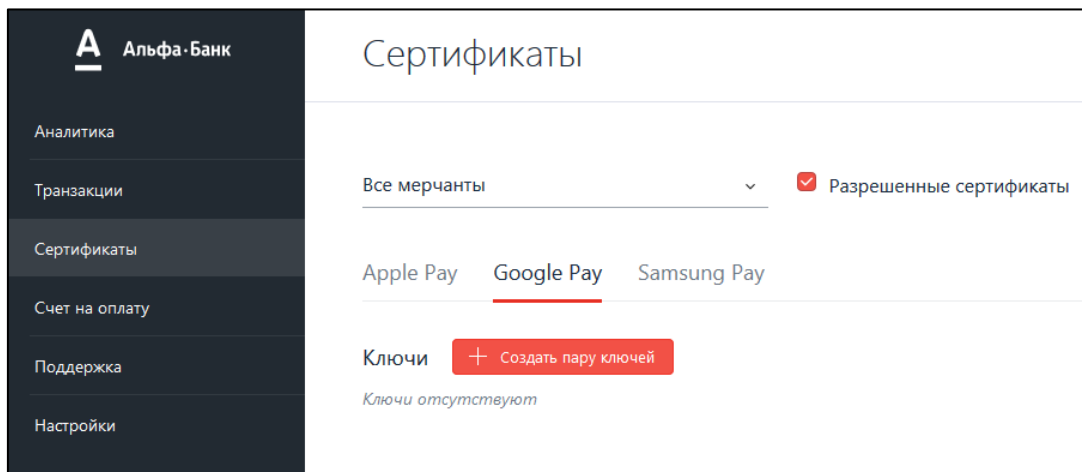 А Альфа·Банк
Аналитика
Транзакции
Сертификаты
Счет на оплату
Поддержка
Настройки
Сертификаты
Все мерчанты
Разрешенные сертификаты
Apple Pay Google Pay Samsung Pay
Ключи + Создать пару ключей
Ключи отсутствуют